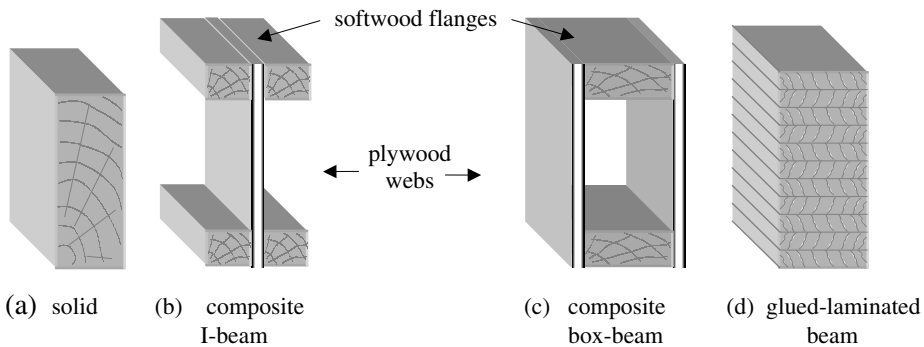 softwood flanges
plywood
webs
(a) solid
(b) composite
I-beam
(c) composite
box-beam
(d) glued-laminated
beam